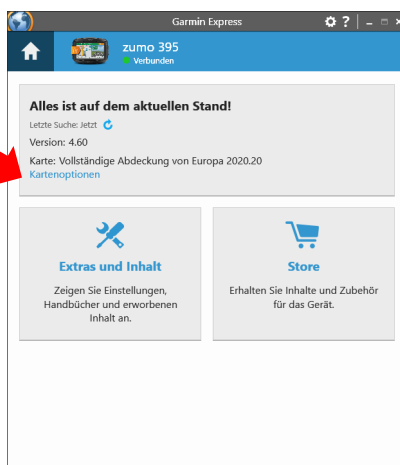 Garmin Express
zumo 395
Verbunden
Alles ist auf dem aktuellen Stand!
Letzte Suche: Jetzt
Version: 4.60
Karte: Vollständige Abdeckung von Europa 2020.20
Kartenoptionen
Extras und Inhalt
Zeigen Sie Einstellungen,
Handbücher und erworbenen
Inhalt an.
Store
Erhalten Sie Inhalte und Zubehör
für das Gerät.